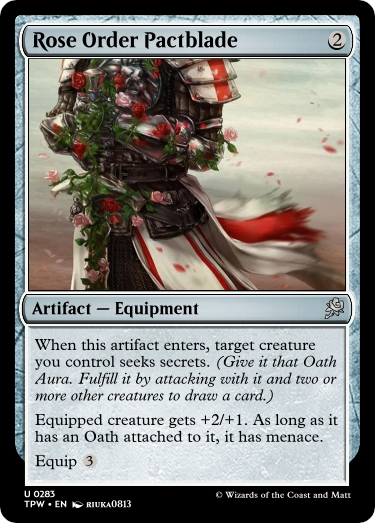 Rose Order Pactblade 2
Artifact — Equipment
When this artifact enters, target creature
you control seeks secrets. (Give it that Oath
Aura. Fulfill it by attacking with it and two or
more other creatures to draw a card.)
Equipped creature gets +2/+1. As long as it
has an Oath attached to it, it has menace.
Equip 3
U 0283
TPW • EN RIUKA0813
© Wizards of the Coast and Matt